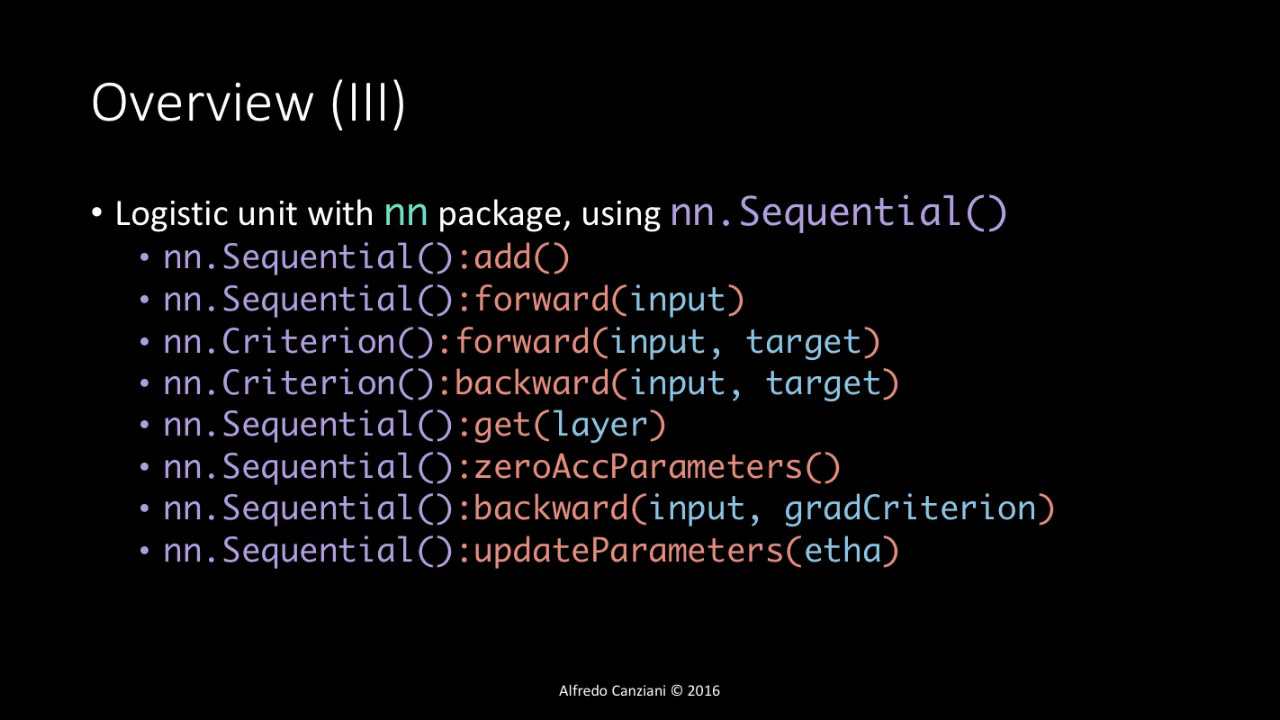 Overview (III)
• Logistic unit with nn package, using nn.Sequential()
• nn.Sequential():add()
• nn.Sequential():forward(input)
• nn.Criterion():forward(input, target)
• nn.Criterion():backward(input, target)
• nn.Sequential():get(layer)
• nn.Sequential():zeroAccParameters()
• nn.Sequential():backward(input, gradCriterion)
• nn.Sequential():updateParameters(etha)
Alfredo Canziani © 2016